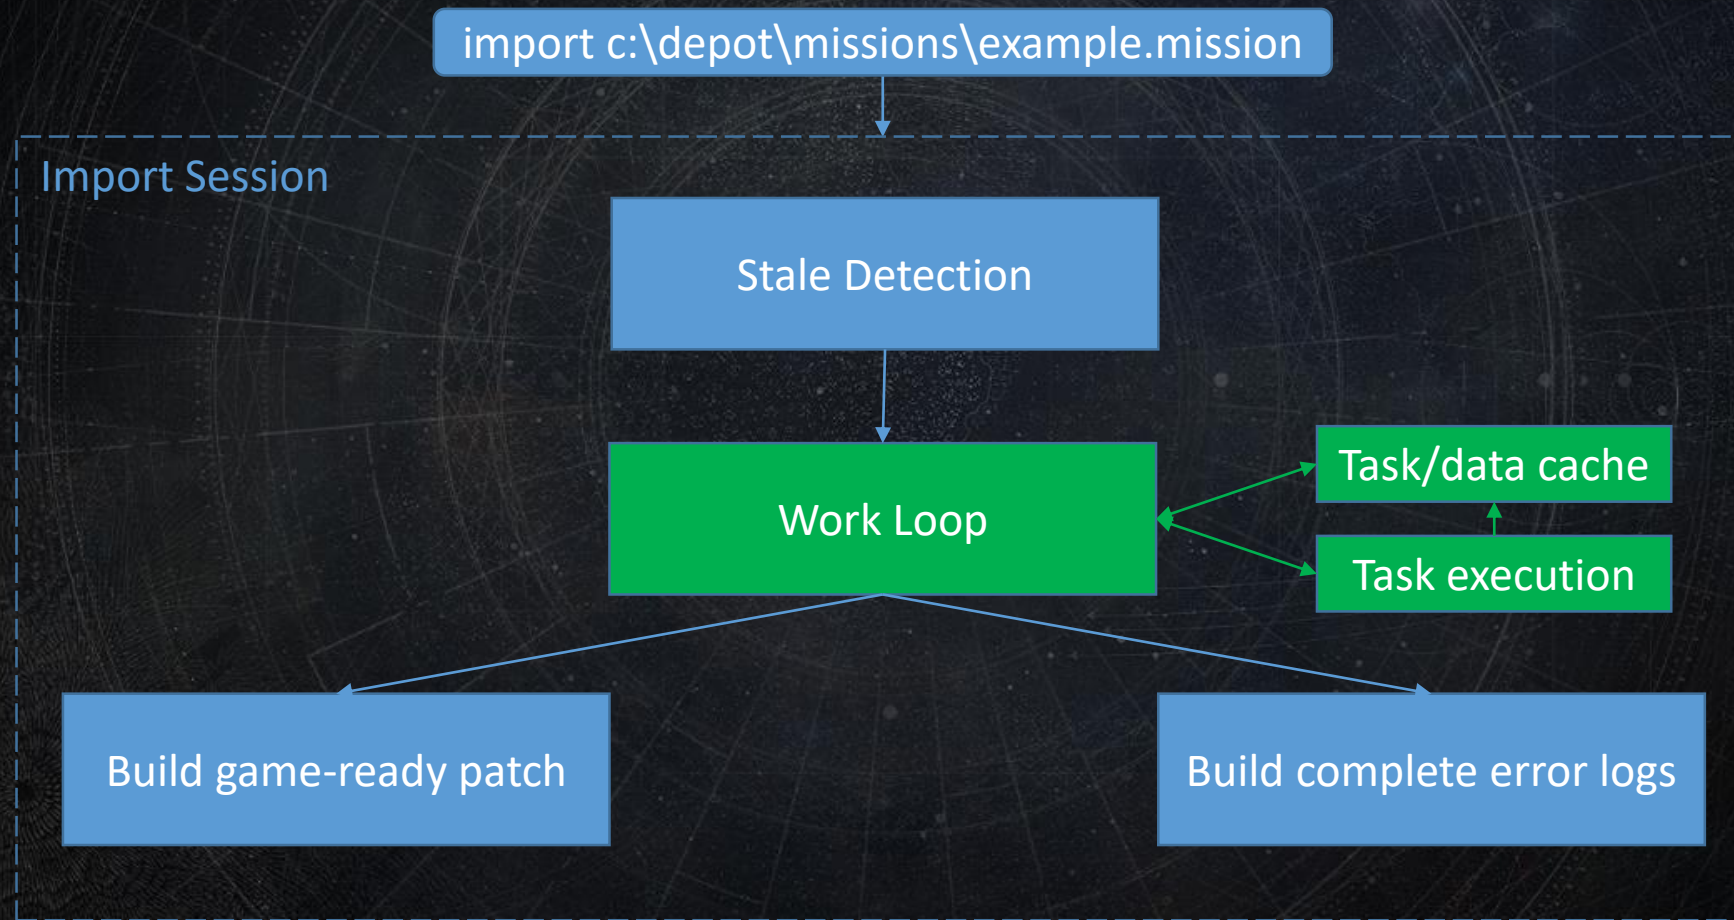 import c:\depot\missions\example.mission
Import Session
Stale Detection
Work Loop
Task/data cache
Task execution
Build game-ready patch
Build complete error logs